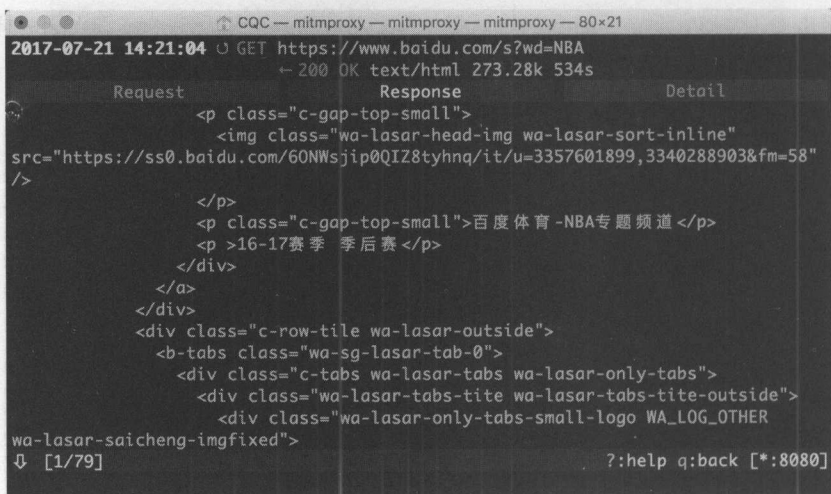 CQC — mitmproxy — mitmproxy — mitmproxy — 80×21
2017-07-21 14:21:04 GET https://www.baidu.com/s?wd=NBA
← 200 OK text/html 273.28k 534s
Request Response Detail
<p class="c-gap-top-small">
<img class="wa-lasar-head-img wa-lasar-sort-inline"
src="https://ss0.baidu.com/6ONWsjip0QIZ8tyhnq/it/u=3357601899,3340288903&fm=58"
/>
</p>
<p class="c-gap-top-small">百度体育-NBA专题频道</p>
<p >16-17赛季 季后赛</p>
</div>
</a>
</div>
<div class="c-row-tile wa-lasar-outside">
<b-tabs class="wa-sg-lasar-tab-0">
<div class="c-tabs wa-lasar-tabs wa-lasar-only-tabs">
<div class="wa-lasar-tabs-tite wa-lasar-tabs-tite-outside">
<div class="wa-lasar-only-tabs-small-logo WA_LOG_OTHER
wa-lasar-saicheng-imgfixed">
⇩ [1/79] ?:help q:back [*:8080]